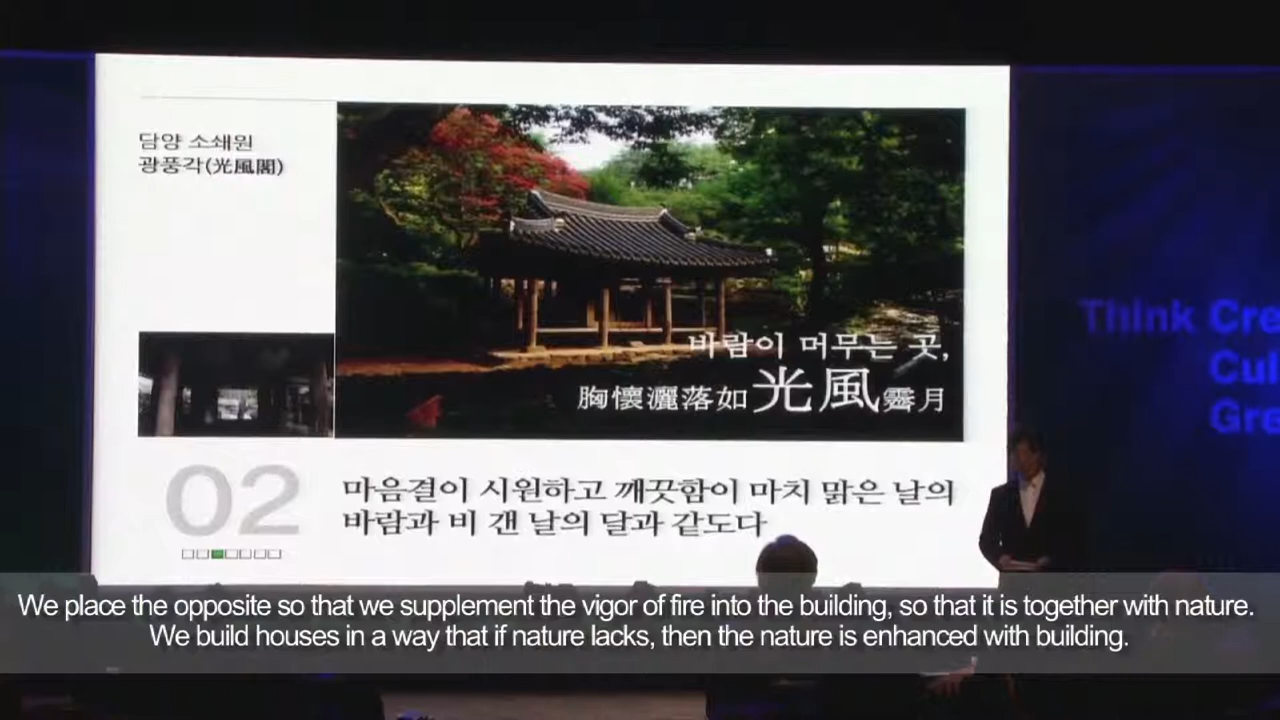 담양 소쇄원
광풍각(光風閣)
바람이 머무는 곳,
胸懷灑落如光風霽月
02
마음결이 시원하고 깨끗함이 마치 맑은 날의
바람과 비 갠 날의 달과 같도다
Think Cre
Cul
Gre
We place the opposite so that we supplement the vigor of fire into the building, so that it is together with nature.
We build houses in a way that if nature lacks, then the nature is enhanced with building.